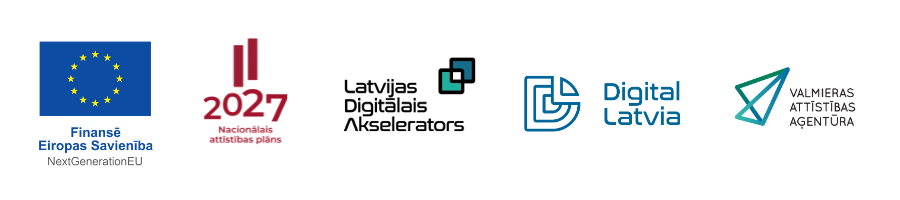 Finansē
Eiropas Savienība
NextGenerationEU
2027
Nacionālais
attīstības plāns
Latvijas
Digitālais
Akselerators
Digital
Latvia
VALMIERAS
ATTĪSTĪBAS
AĢENTŪRA